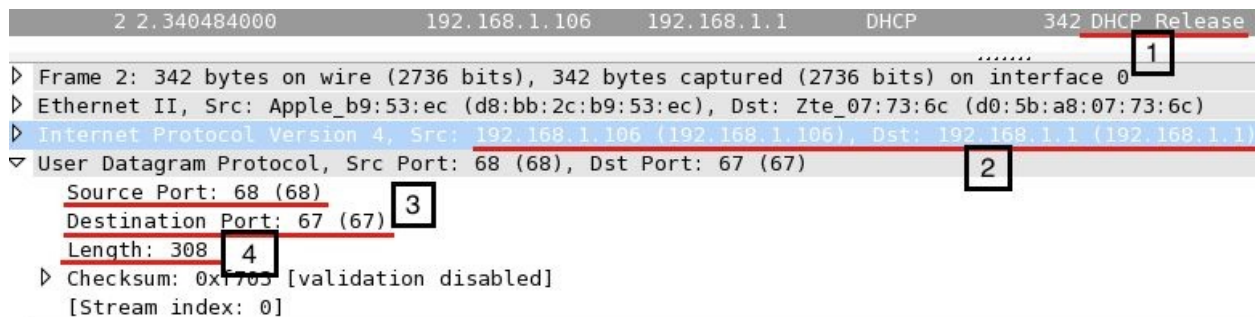 2 2.340484000 192.168.1.106 192.168.1.1 DHCP 342 DHCP Release
1
Frame 2: 342 bytes on wire (2736 bits), 342 bytes captured (2736 bits) on interface 0
Ethernet II, Src: Apple_b9:53:ec (d8:bb:2c:b9:53:ec), Dst: Zte_07:73:6c (d0:5b:a8:07:73:6c)
Internet Protocol Version 4, Src: 192.168.1.106 (192.168.1.106), Dst: 192.168.1.1 (192.168.1.1)
2
User Datagram Protocol, Src Port: 68 (68), Dst Port: 67 (67)
Source Port: 68 (68)
3
Destination Port: 67 (67)
Length: 308
4
Checksum: 0xf705 [validation disabled]
[Stream index: 0]